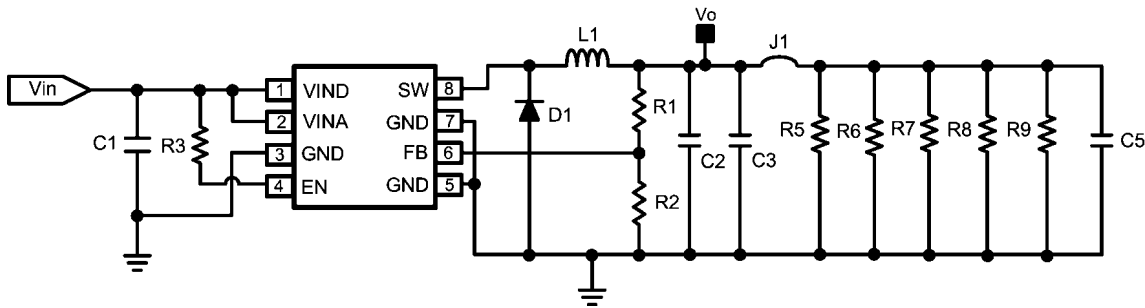 Vo
L1
J1
Vin
1 VIND SW 8
2 VINA GND 7
3 GND FB 6
4 EN GND 5
C1
R3
D1
R1
R2
C2
C3
R5
R6
R7
R8
R9
C5